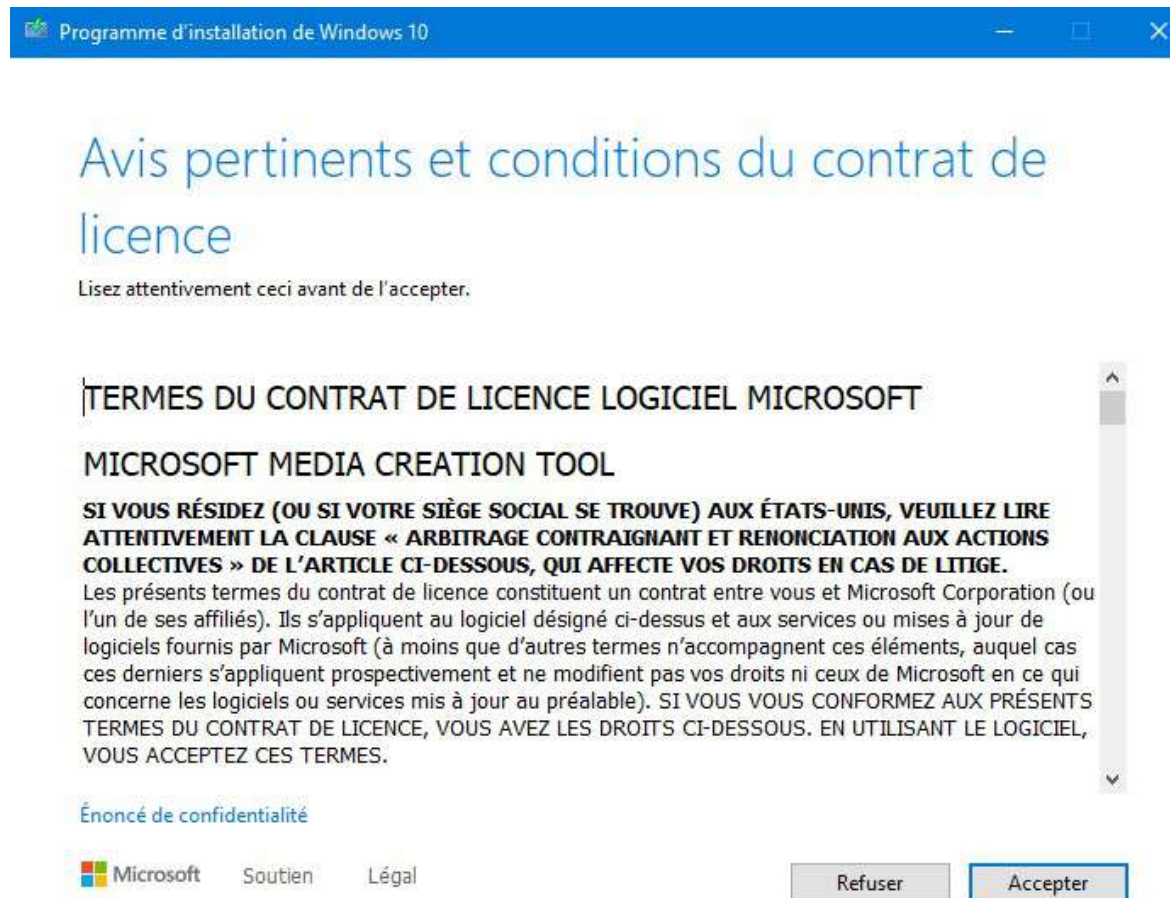 Programme d'installation de Windows 10
Avis pertinents et conditions du contrat de
licence
Lisez attentivement ceci avant de l'accepter.
TERMES DU CONTRAT DE LICENCE LOGICIEL MICROSOFT
MICROSOFT MEDIA CREATION TOOL
SI VOUS RÉSIDEZ (OU SI VOTRE SIÈGE SOCIAL SE TROUVE) AUX ÉTATS-UNIS, VEUILLEZ LIRE
ATTENTIVEMENT LA CLAUSE « ARBITRAGE CONTRAIGNANT ET RENONCIATION AUX ACTIONS
COLLECTIVES » DE L’ARTICLE CI-DESSOUS, QUI AFFECTE VOS DROITS EN CAS DE LITIGE.
Les présents termes du contrat de licence constituent un contrat entre vous et Microsoft Corporation (ou
l’un de ses affiliés). Ils s’appliquent au logiciel désigné ci-dessus et aux services ou mises à jour de
logiciels fournis par Microsoft (à moins que d’autres termes n’accompagnent ces éléments, auquel cas
ces derniers s’appliquent prospectivement et ne modifient pas vos droits ni ceux de Microsoft en ce qui
concerne les logiciels ou services mis à jour au préalable). SI VOUS VOUS CONFORMEZ AUX PRÉSENTS
TERMES DU CONTRAT DE LICENCE, VOUS AVEZ LES DROITS CI-DESSOUS. EN UTILISANT LE LOGICIEL,
VOUS ACCEPTEZ CES TERMES.
Énoncé de confidentialité
Microsoft Soutien Légal Refuser Accepter